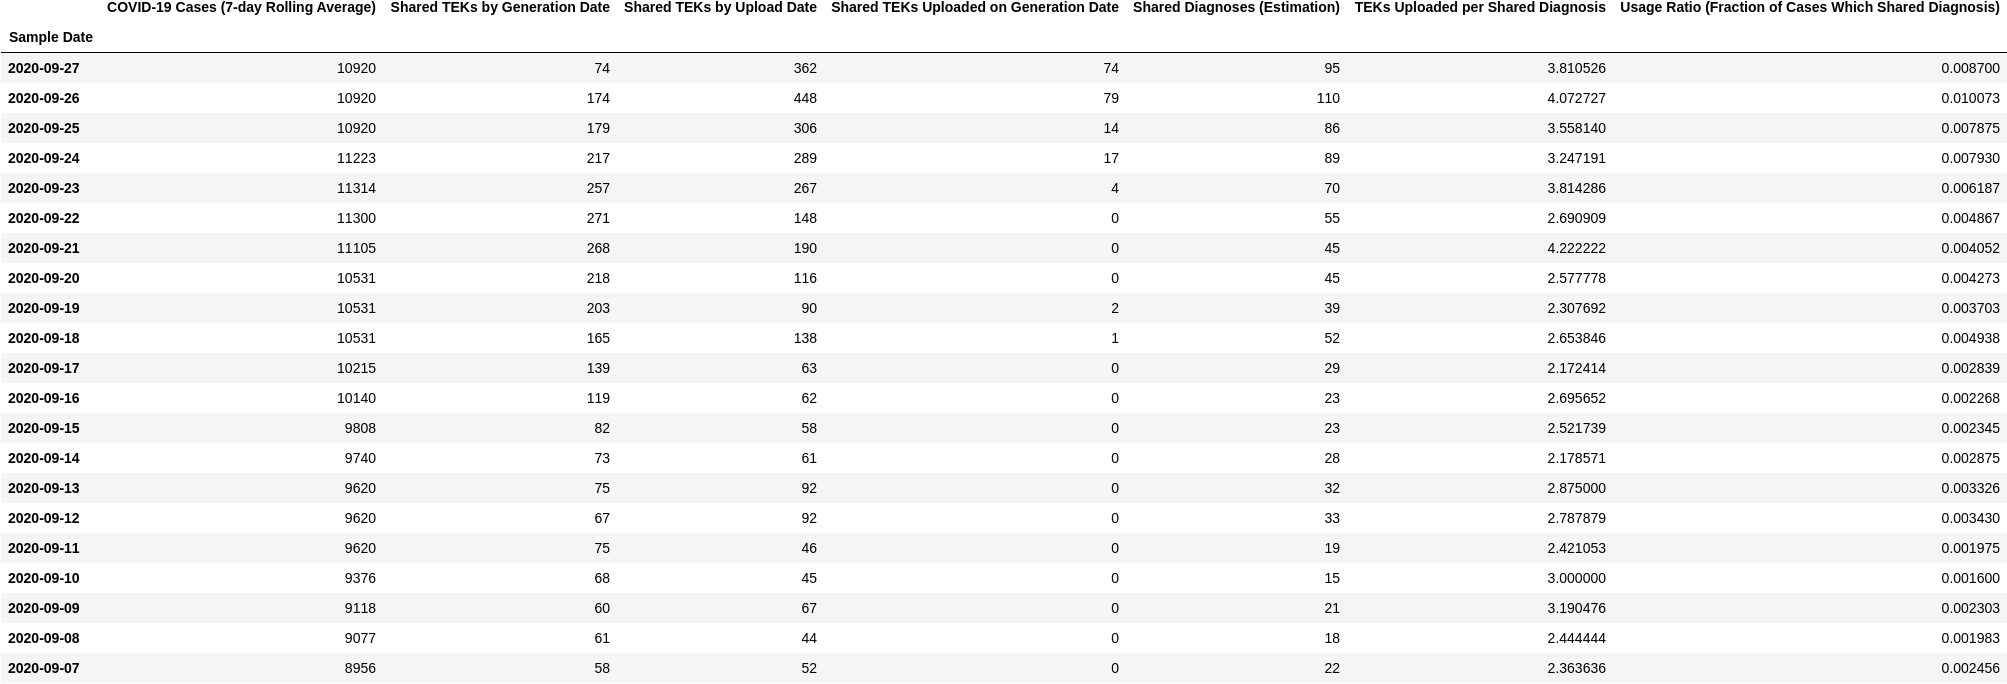 COVID-19 Cases (7-day Rolling Average) Shared TEKs by Generation Date Shared TEKs by Upload Date Shared TEKs Uploaded on Generation Date Shared Diagnoses (Estimation) TEKs Uploaded per Shared Diagnosis Usage Ratio (Fraction of Cases Which Shared Diagnosis)
Sample Date
2020-09-27 10920 74 362 74 95 3.810526 0.008700
2020-09-26 10920 174 448 79 110 4.072727 0.010073
2020-09-25 10920 179 306 14 86 3.558140 0.007875
2020-09-24 11223 217 289 17 89 3.247191 0.007930
2020-09-23 11314 257 267 4 70 3.814286 0.006187
2020-09-22 11300 271 148 0 55 2.690909 0.004867
2020-09-21 11105 268 190 0 45 4.222222 0.004052
2020-09-20 10531 218 116 0 45 2.577778 0.004273
2020-09-19 10531 203 90 2 39 2.307692 0.003703
2020-09-18 10531 165 138 1 52 2.653846 0.004938
2020-09-17 10215 139 63 0 29 2.172414 0.002839
2020-09-16 10140 119 62 0 23 2.695652 0.002268
2020-09-15 9808 82 58 0 23 2.521739 0.002345
2020-09-14 9740 73 61 0 28 2.178571 0.002875
2020-09-13 9620 75 92 0 32 2.875000 0.003326
2020-09-12 9620 67 92 0 33 2.787879 0.003430
2020-09-11 9620 75 46 0 19 2.421053 0.001975
2020-09-10 9376 68 45 0 15 3.000000 0.001600
2020-09-09 9118 60 67 0 21 3.190476 0.002303
2020-09-08 9077 61 44 0 18 2.444444 0.001983
2020-09-07 8956 58 52 0 22 2.363636 0.002456